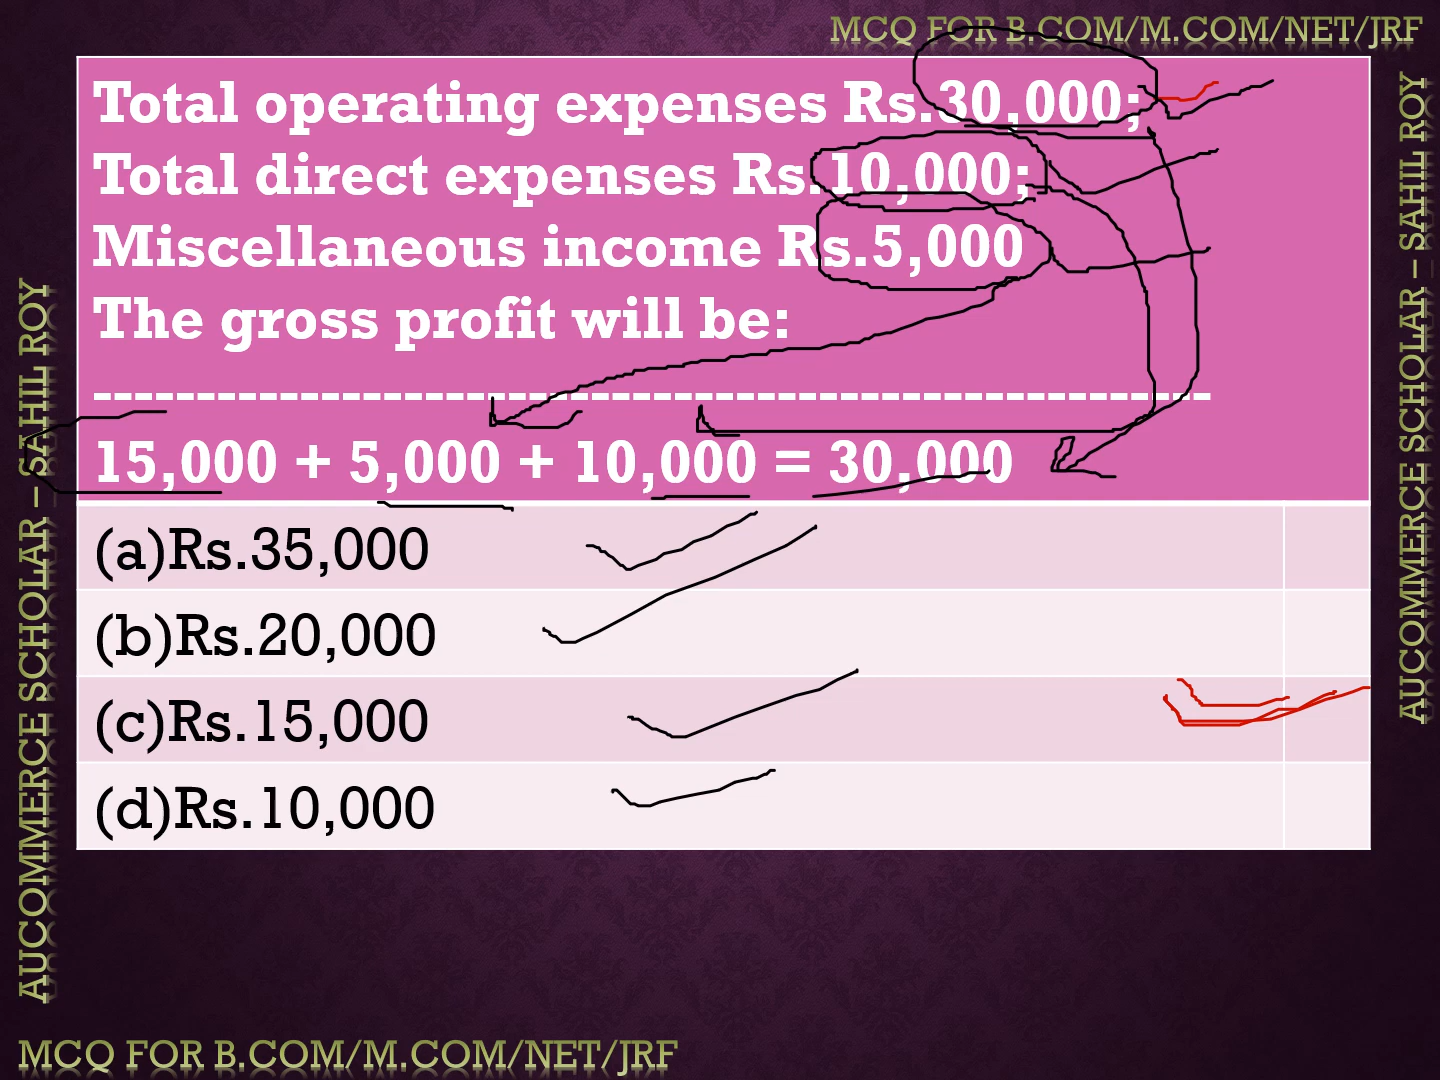 MCQ FOR B.COM/M.COM/NET/JRF
Total operating expenses Rs.30,000;
Total direct expenses Rs.10,000;
Miscellaneous income Rs.5,000
The gross profit will be:
--------------------------------------------------
15,000 + 5,000 + 10,000 = 30,000
(a)Rs.35,000
(b)Rs.20,000
(c)Rs.15,000
(d)Rs.10,000
AUCOMMERCE SCHOLAR – SAHIL ROY
AUCOMMERCE SCHOLAR – SAHIL ROY
MCQ FOR B.COM/M.COM/NET/JRF